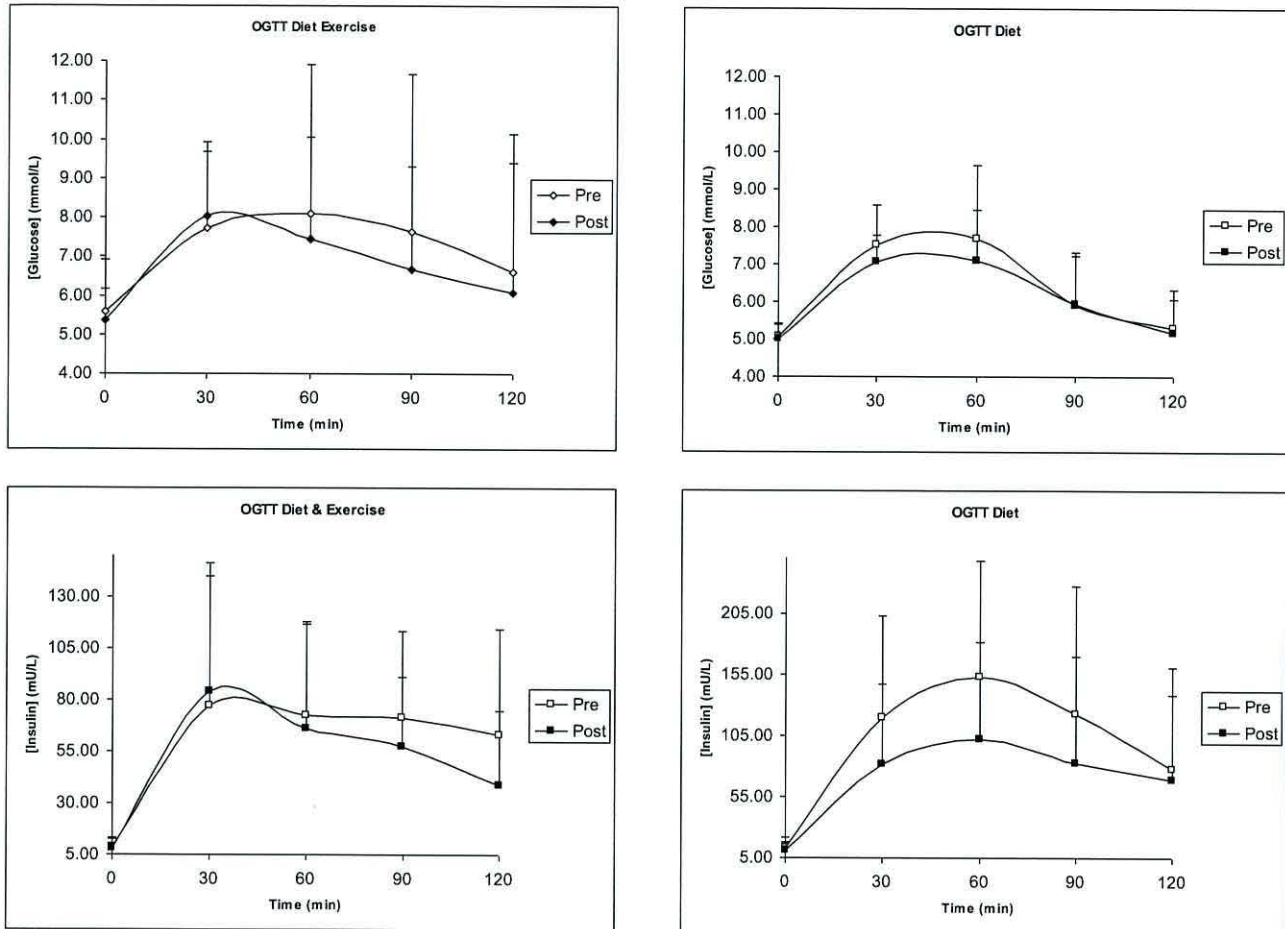 OGTT Diet Exercise
12.00
11.00
10.00
9.00
8.00
7.00
6.00
5.00
4.00
[Glucose] (mmol/L)
0 30 60 90 120
Time (min)
Pre
Post
OGTT Diet
12.00
11.00
10.00
9.00
8.00
7.00
6.00
5.00
4.00
[Glucose] (mmol/L)
0 30 60 90 120
Time (min)
Pre
Post
OGTT Diet & Exercise
130.00
105.00
80.00
55.00
30.00
5.00
[Insulin] (mU/L)
0 30 60 90 120
Time (min)
Pre
Post
OGTT Diet
205.00
155.00
105.00
55.00
5.00
[Insulin] (mU/L)
0 30 60 90 120
Time (min)
Pre
Post